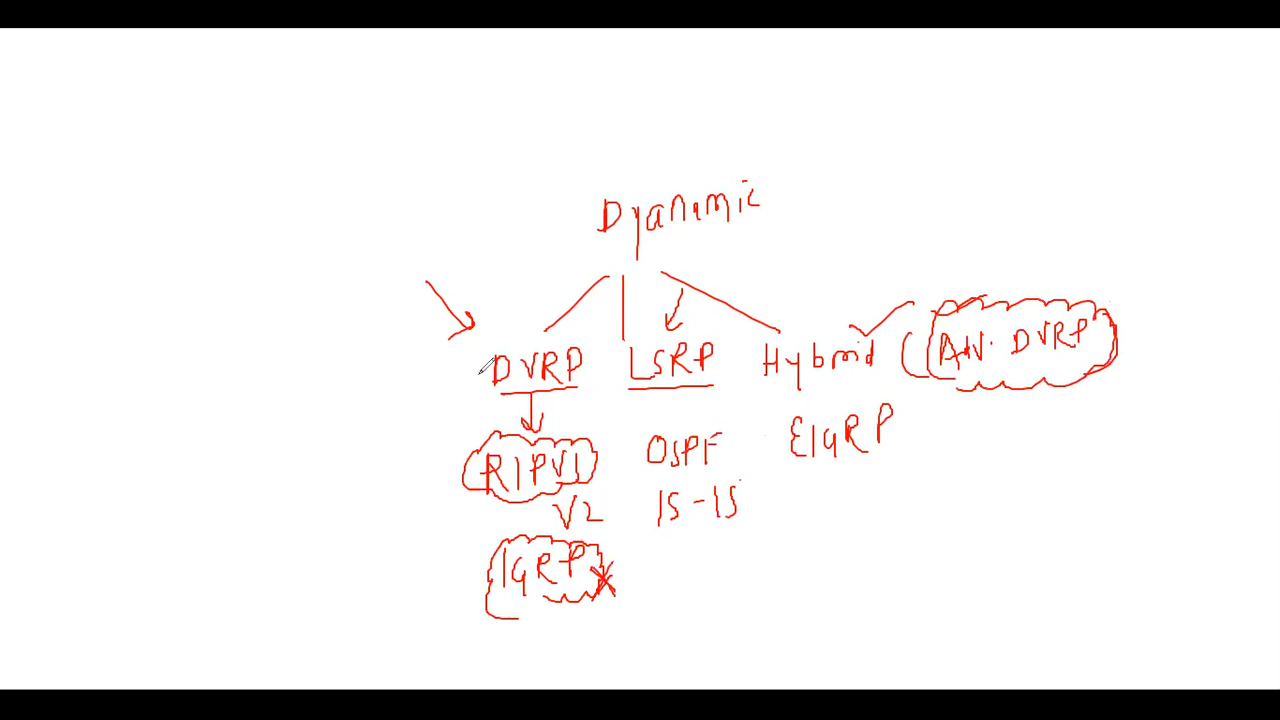 Dyanamic
DVRP LSRP Hybrid (Adv. DVRP
RIPV1 OSPF EIGRP
V2 IS-IS
IGRP